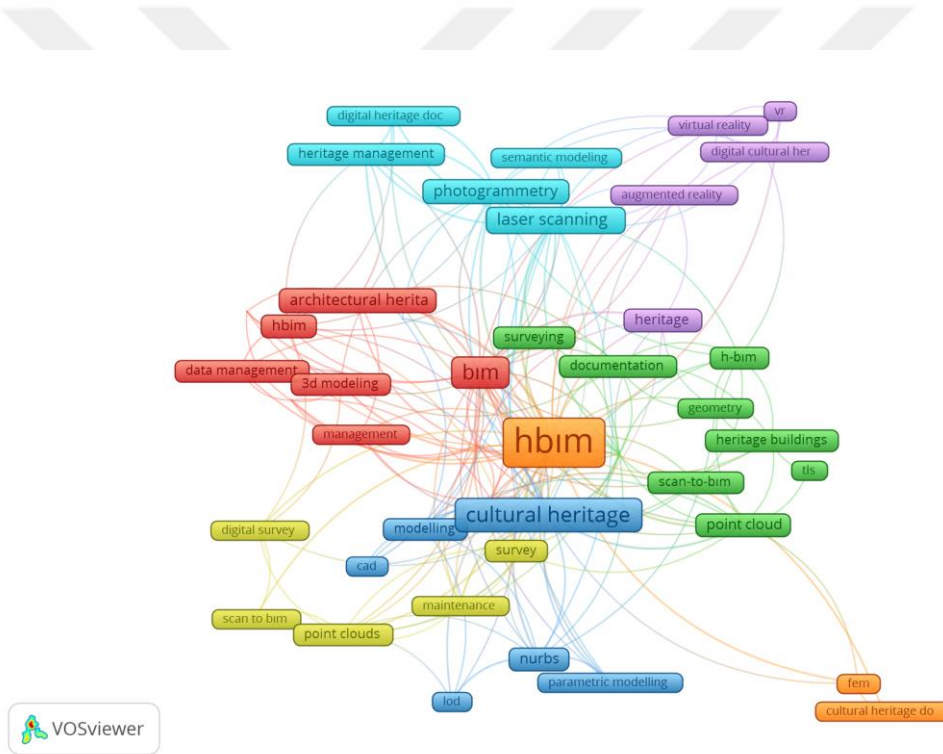 digital heritage doc
vr
virtual reality
heritage management
semantic modeling
digital cultural her
photogrammetry
augmented reality
laser scanning
architectural herita
hbim
heritage
surveying
data management
3d modeling
bım
documentation
h-bım
geometry
management
hbım
heritage buildings
tls
scan-to-bım
cultural heritage
digital survey
modelling
point cloud
survey
cad
maintenance
scan to bım
point clouds
nurbs
parametric modelling
lod
fem
cultural heritage do
VOSviewer